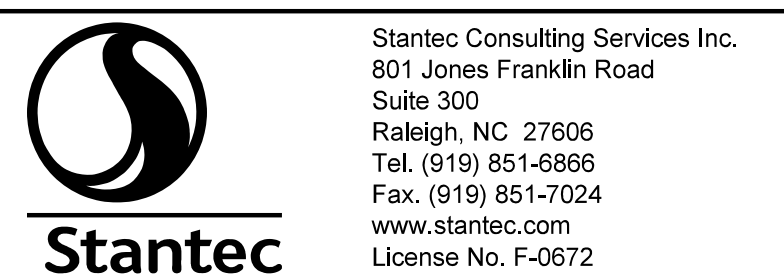 Stantec
Stantec Consulting Services Inc.
801 Jones Franklin Road
Suite 300
Raleigh, NC  27606
Tel. (919) 851-6866
Fax. (919) 851-7024
www.stantec.com
License No. F-0672